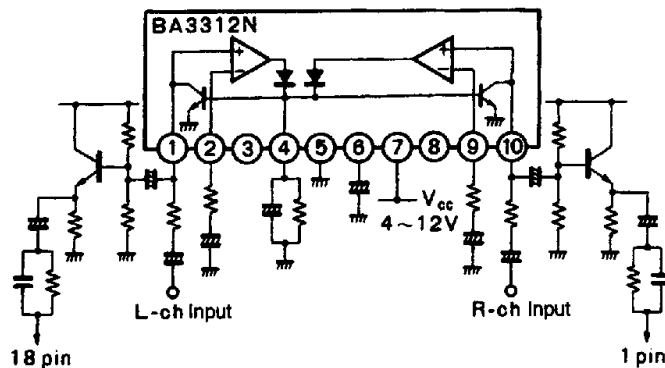 BA3312N
+ − + −
1 2 3 4 5 6 7 8 9 10
Vcc
4~12V
L-ch Input
R-ch Input
18 pin
1 pin